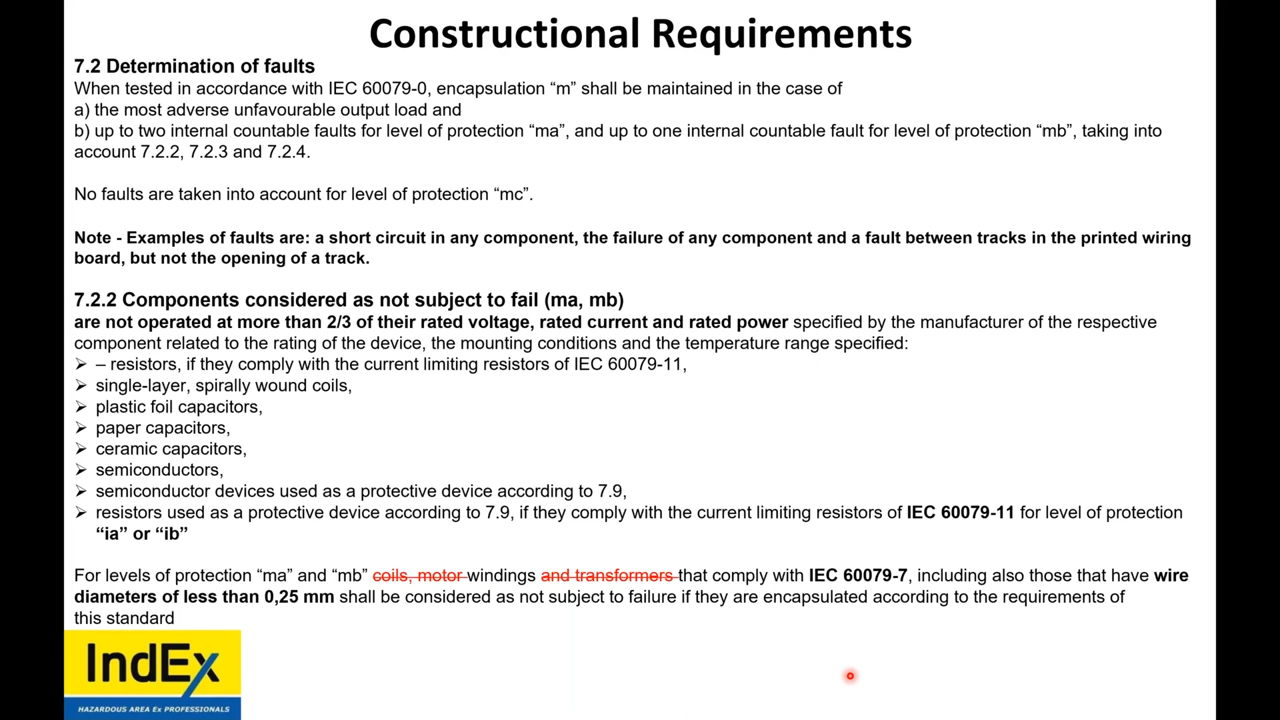 Constructional Requirements
7.2 Determination of faults
When tested in accordance with IEC 60079-0, encapsulation “m” shall be maintained in the case of
a) the most adverse unfavourable output load and
b) up to two internal countable faults for level of protection “ma”, and up to one internal countable fault for level of protection “mb”, taking into
account 7.2.2, 7.2.3 and 7.2.4.
No faults are taken into account for level of protection “mc”.
Note - Examples of faults are: a short circuit in any component, the failure of any component and a fault between tracks in the printed wiring
board, but not the opening of a track.
7.2.2 Components considered as not subject to fail (ma, mb)
are not operated at more than 2/3 of their rated voltage, rated current and rated power specified by the manufacturer of the respective
component related to the rating of the device, the mounting conditions and the temperature range specified:
➢ – resistors, if they comply with the current limiting resistors of IEC 60079-11,
➢ single-layer, spirally wound coils,
➢ plastic foil capacitors,
➢ paper capacitors,
➢ ceramic capacitors,
➢ semiconductors,
➢ semiconductor devices used as a protective device according to 7.9,
➢ resistors used as a protective device according to 7.9, if they comply with the current limiting resistors of IEC 60079-11 for level of protection
“ia” or “ib”
For levels of protection “ma” and “mb” coils, motor windings and transformers that comply with IEC 60079-7, including also those that have wire
diameters of less than 0,25 mm shall be considered as not subject to failure if they are encapsulated according to the requirements of
this standard
IndEx
HAZARDOUS AREA Ex PROFESSIONALS